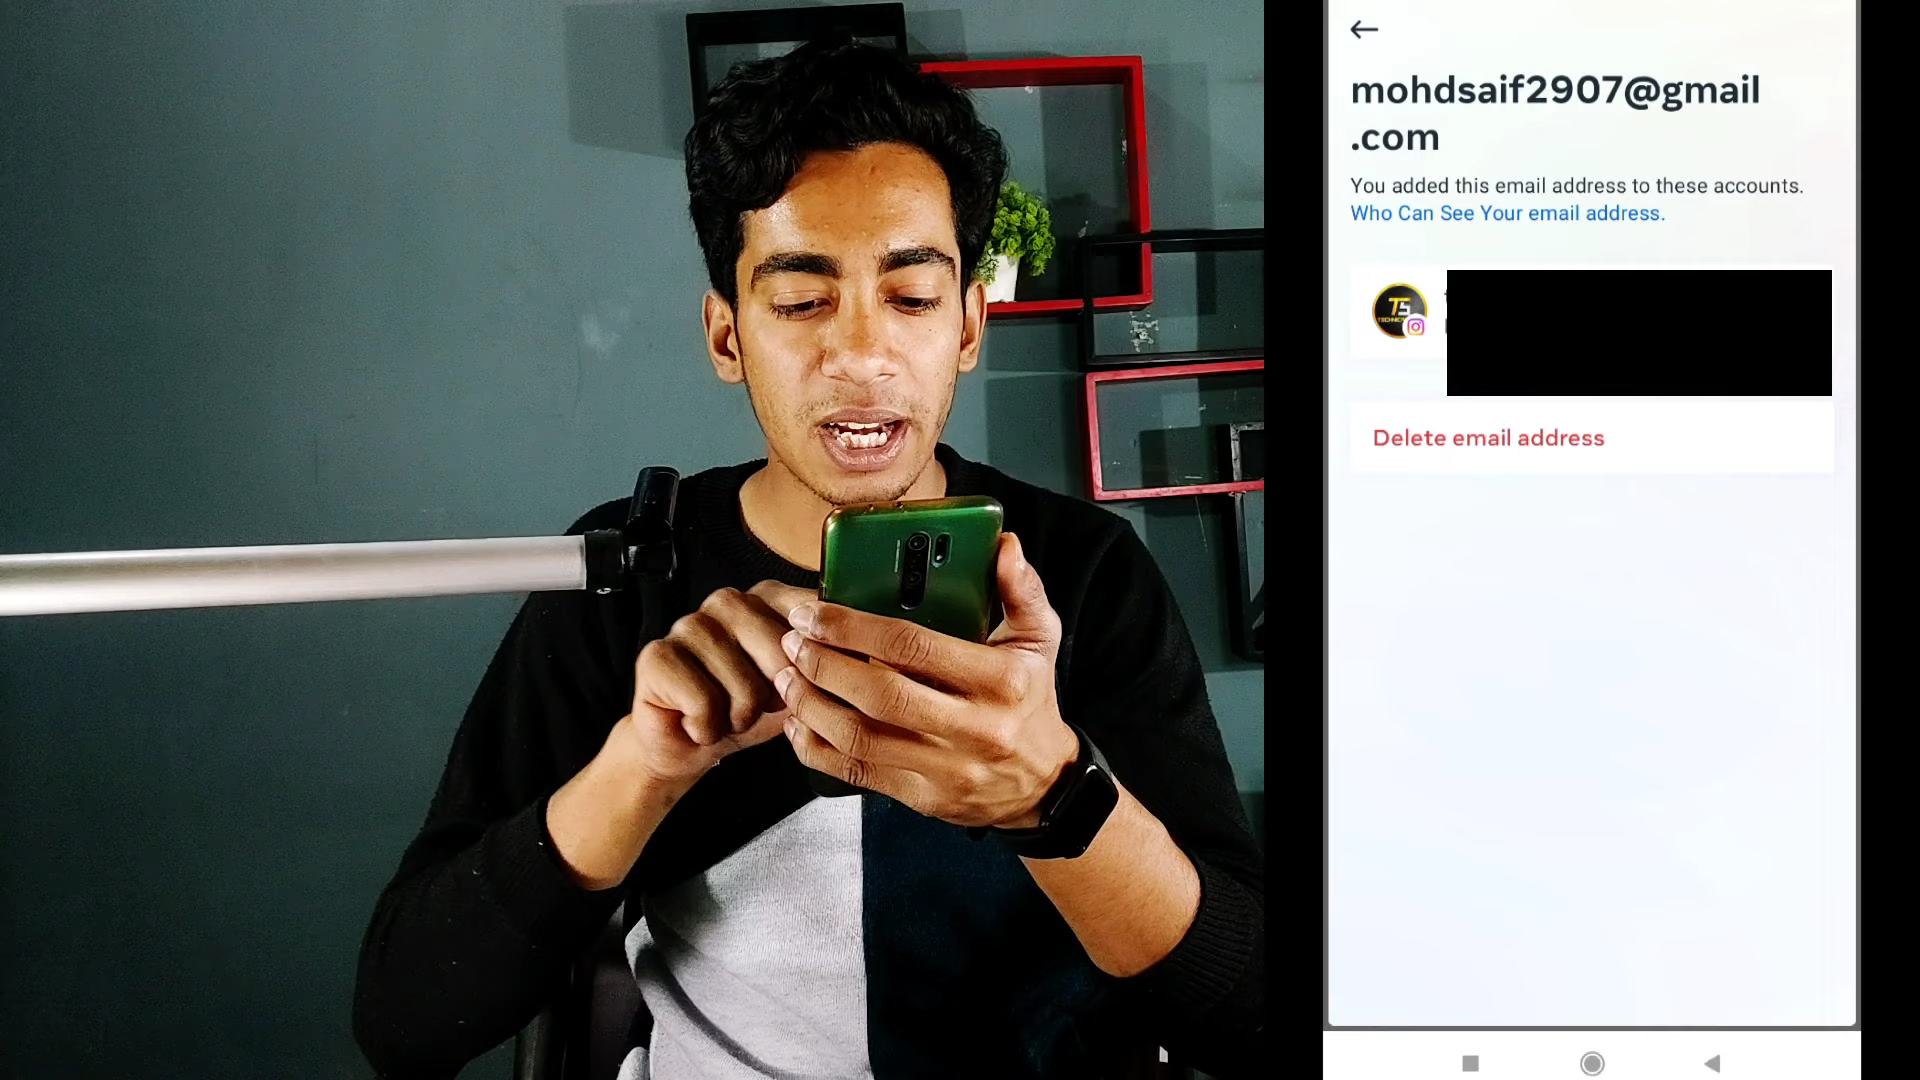 mohdsaif2907@gmail
.com
You added this email address to these accounts.
Who Can See Your email address.
TS
Delete email address